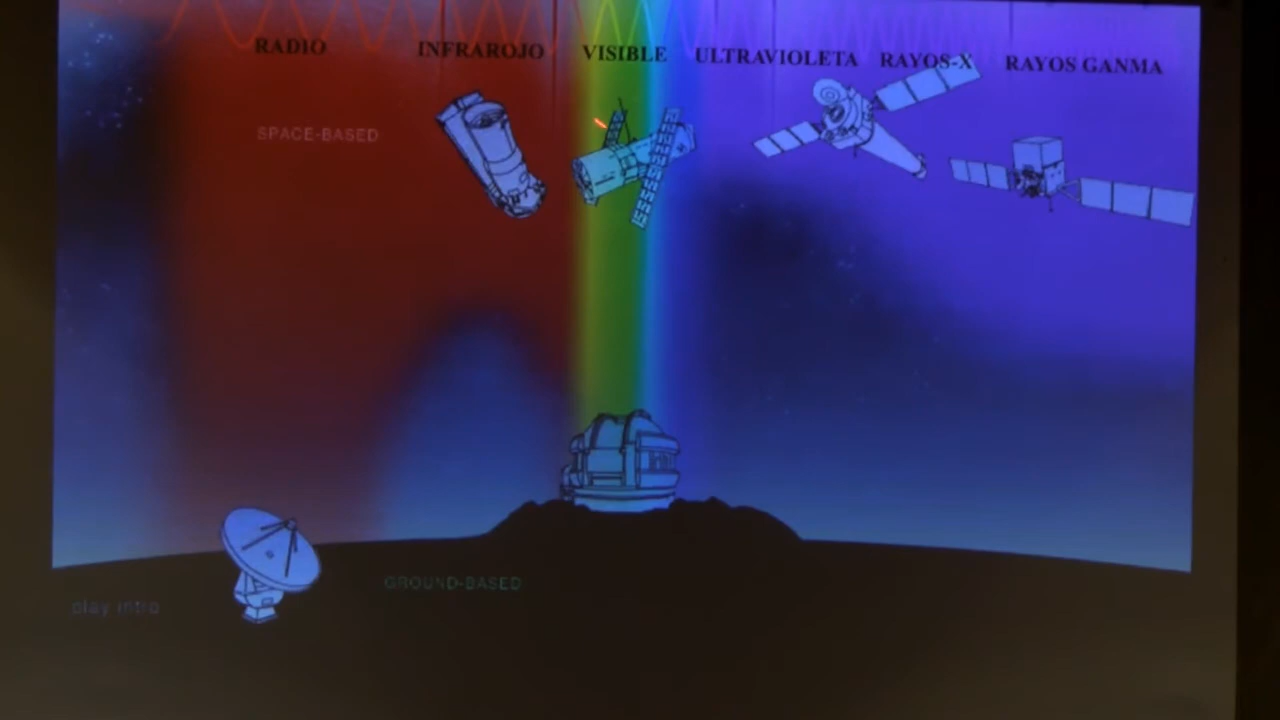 RADIO
INFRAROJO
VISIBLE
ULTRAVIOLETA
RAYOS-X
RAYOS GANMA
SPACE-BASED
GROUND-BASED
play intro